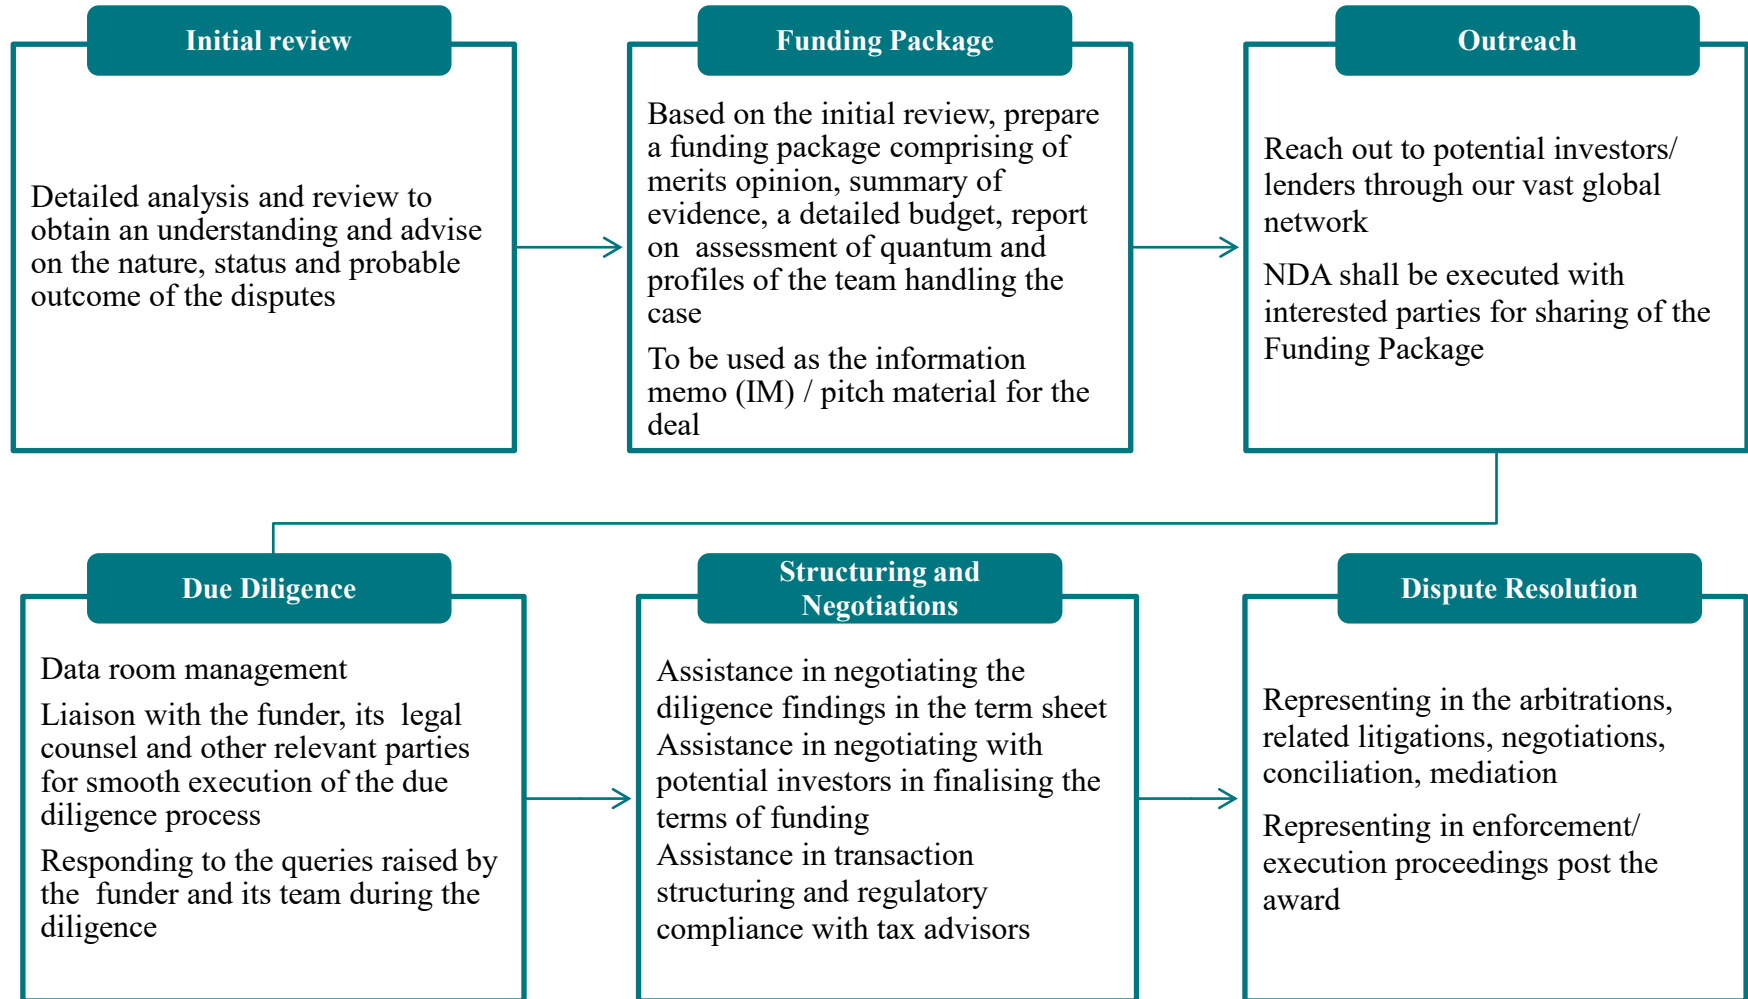 Initial review
Detailed analysis and review to
obtain an understanding and advise
on the nature, status and probable
outcome of the disputes
Funding Package
Based on the initial review, prepare
a funding package comprising of
merits opinion, summary of
evidence, a detailed budget, report
on  assessment of quantum and
profiles of the team handling the
case
To be used as the information
memo (IM) / pitch material for the
deal
Outreach
Reach out to potential investors/
lenders through our vast global
network
NDA shall be executed with
interested parties for sharing of the
Funding Package
Due Diligence
Data room management
Liaison with the funder, its  legal
counsel and other relevant parties
for smooth execution of the due
diligence process
Responding to the queries raised by
the  funder and its team during the
diligence
Structuring and
Negotiations
Assistance in negotiating the
diligence findings in the term sheet
Assistance in negotiating with
potential investors in finalising the
terms of funding
Assistance in transaction
structuring and regulatory
compliance with tax advisors
Dispute Resolution
Representing in the arbitrations,
related litigations, negotiations,
conciliation, mediation
Representing in enforcement/
execution proceedings post the
award